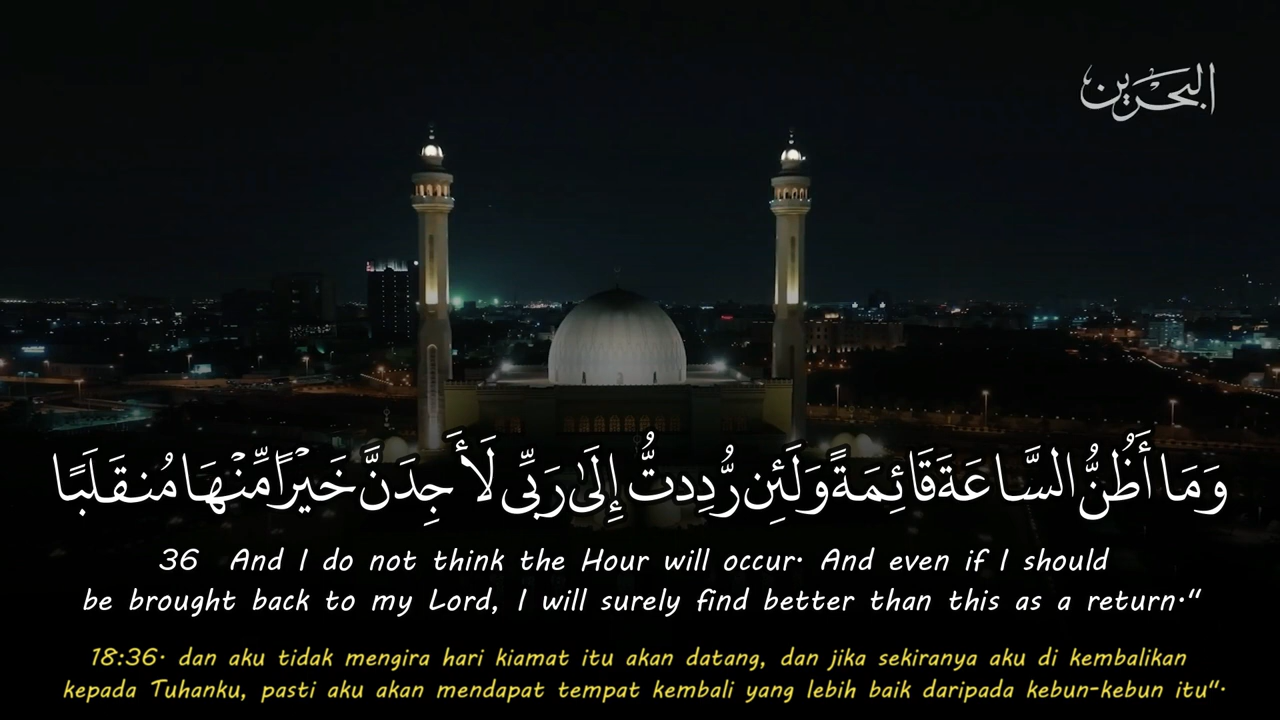 البحرين
وَمَا أَظُنُّ السَّاعَةَ قَائِمَةً وَلَئِن رُّدِدتُّ إِلَىٰ رَبِّي لَأَجِدَنَّ خَيْرًا مِّنْهَا مُنقَلَبًا
36 And I do not think the Hour will occur. And even if I should
be brought back to my Lord, I will surely find better than this as a return."
18:36. dan aku tidak mengira hari kiamat itu akan datang, dan jika sekiranya aku di kembalikan
kepada Tuhanku, pasti aku akan mendapat tempat kembali yang lebih baik daripada kebun-kebun itu".